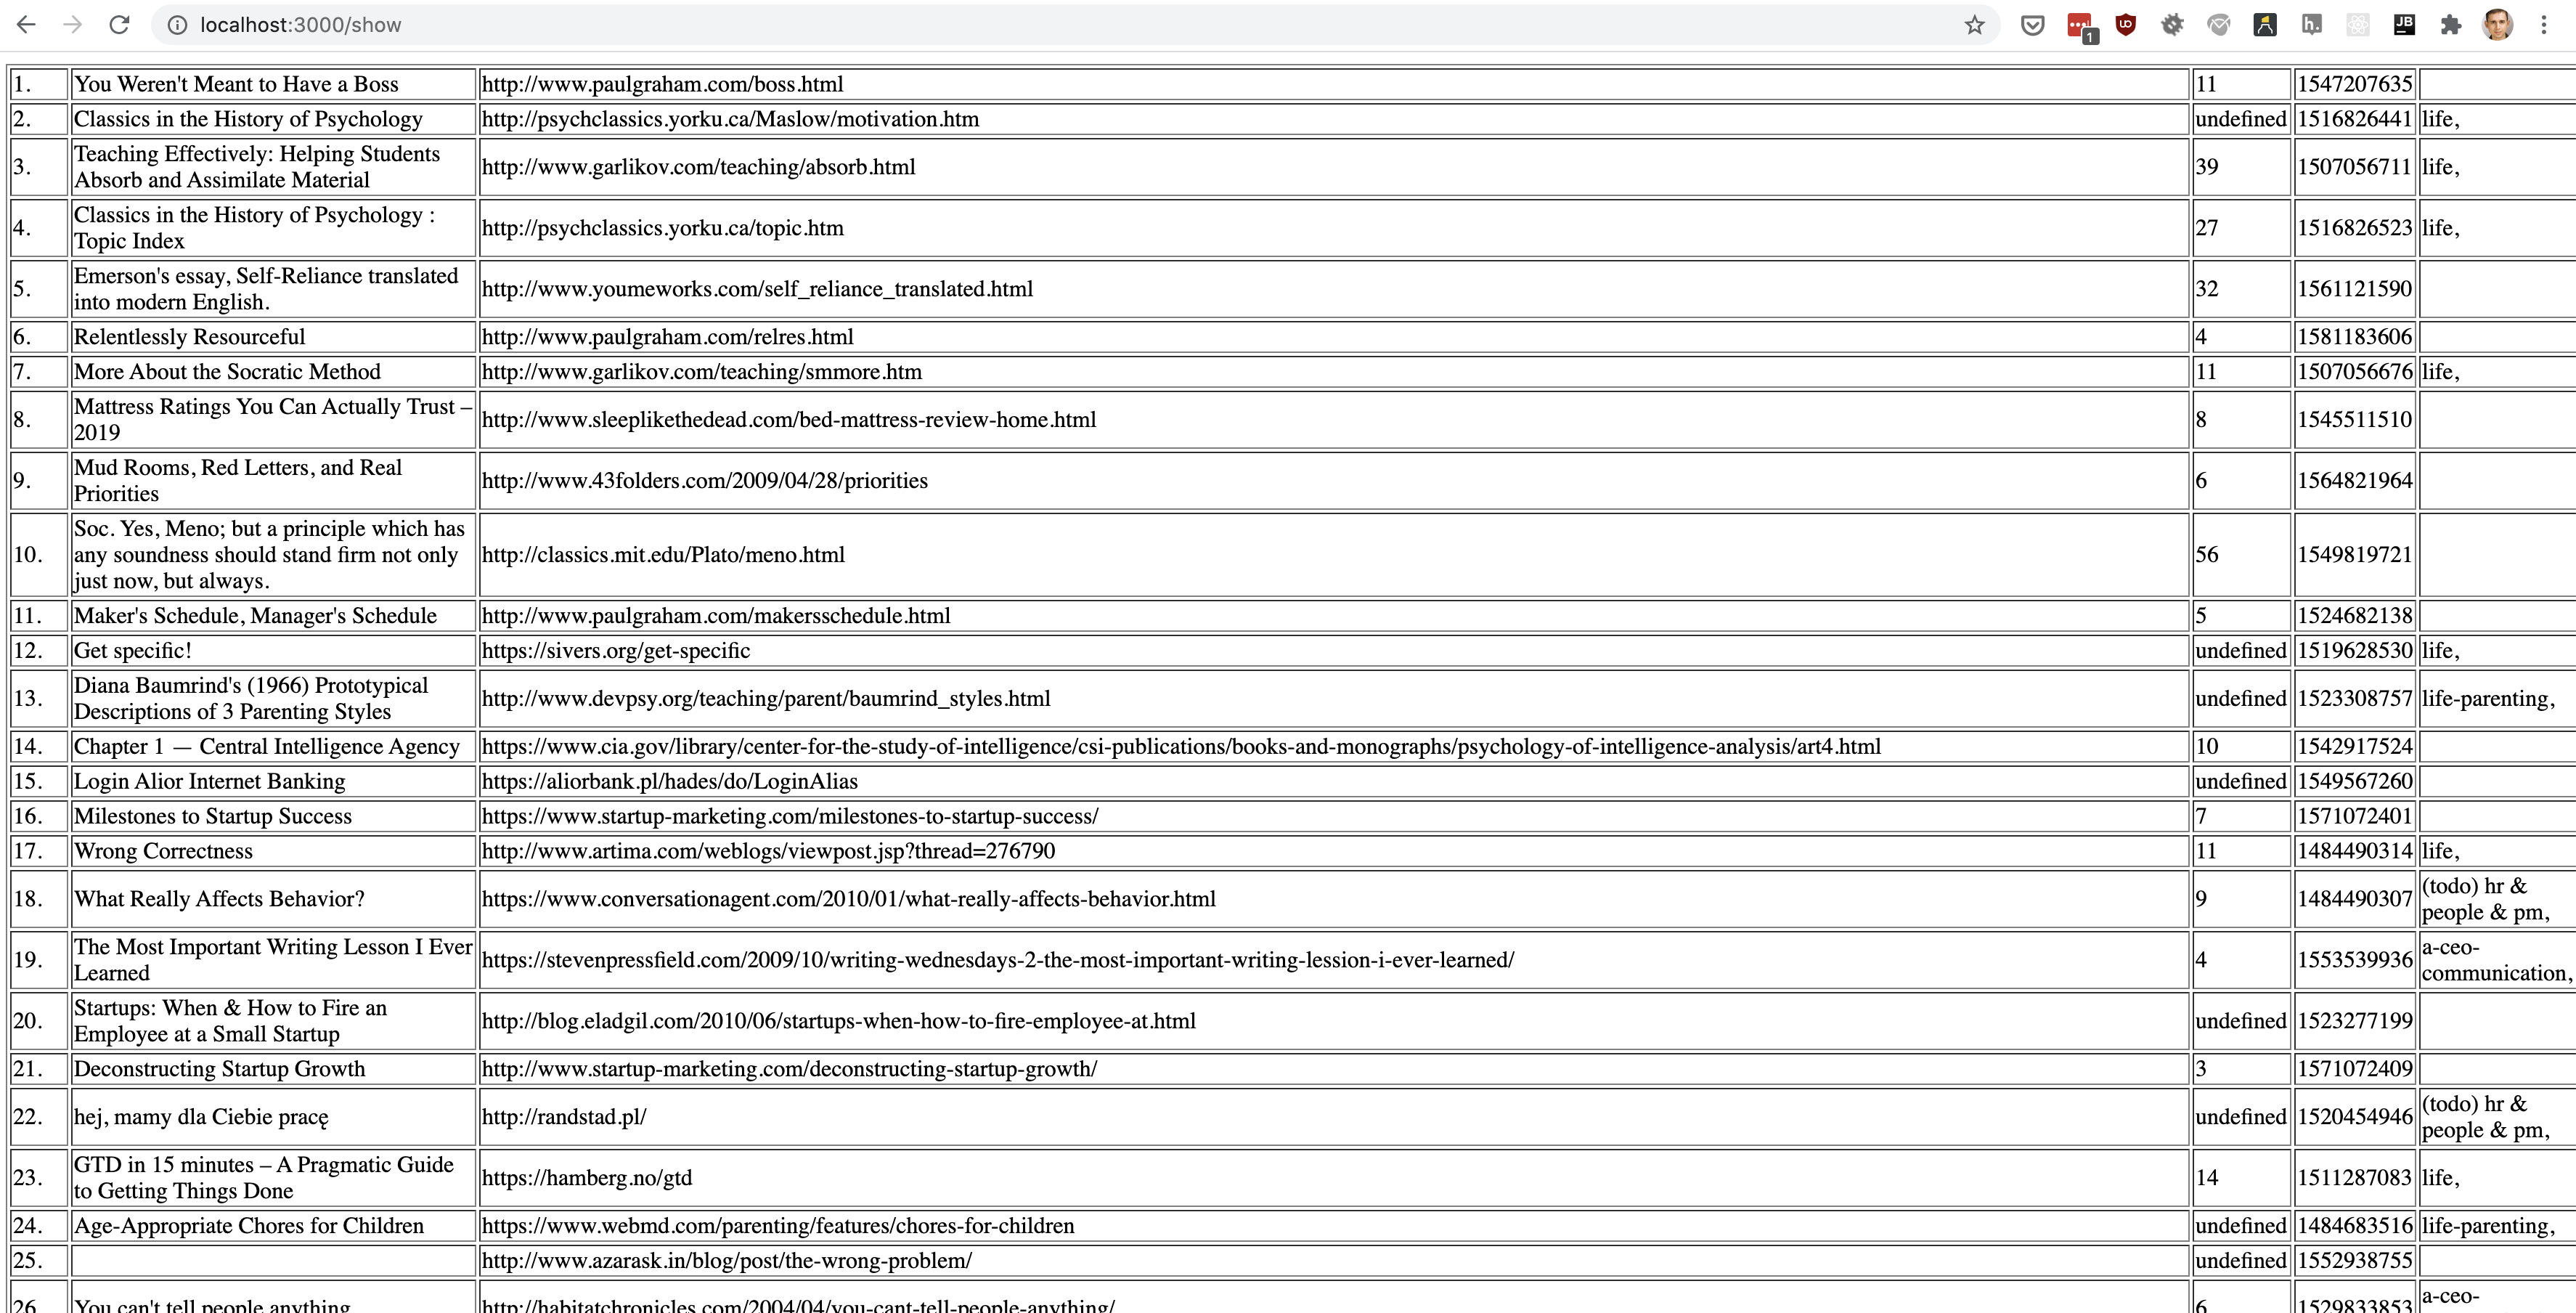 localhost:3000/show
1
1. You Weren't Meant to Have a Boss http://www.paulgraham.com/boss.html 11 1547207635
2. Classics in the History of Psychology http://psychclassics.yorku.ca/Maslow/motivation.htm undefined 1516826441 life,
3. Teaching Effectively: Helping Students
Absorb and Assimilate Material http://www.garlikov.com/teaching/absorb.html 39 1507056711 life,
4. Classics in the History of Psychology :
Topic Index http://psychclassics.yorku.ca/topic.htm 27 1516826523 life,
5. Emerson's essay, Self-Reliance translated
into modern English. http://www.youmeworks.com/self_reliance_translated.html 32 1561121590
6. Relentlessly Resourceful http://www.paulgraham.com/relres.html 4 1581183606
7. More About the Socratic Method http://www.garlikov.com/teaching/smmore.htm 11 1507056676 life,
8. Mattress Ratings You Can Actually Trust –
2019 http://www.sleeplikethedead.com/bed-mattress-review-home.html 8 1545511510
9. Mud Rooms, Red Letters, and Real
Priorities http://www.43folders.com/2009/04/28/priorities 6 1564821964
10. Soc. Yes, Meno; but a principle which has
any soundness should stand firm not only
just now, but always. http://classics.mit.edu/Plato/meno.html 56 1549819721
11. Maker's Schedule, Manager's Schedule http://www.paulgraham.com/makersschedule.html 5 1524682138
12. Get specific! https://sivers.org/get-specific undefined 1519628530 life,
13. Diana Baumrind's (1966) Prototypical
Descriptions of 3 Parenting Styles http://www.devpsy.org/teaching/parent/baumrind_styles.html undefined 1523308757 life-parenting,
14. Chapter 1 — Central Intelligence Agency https://www.cia.gov/library/center-for-the-study-of-intelligence/csi-publications/books-and-monographs/psychology-of-intelligence-analysis/art4.html 10 1542917524
15. Login Alior Internet Banking https://aliorbank.pl/hades/do/LoginAlias undefined 1549567260
16. Milestones to Startup Success https://www.startup-marketing.com/milestones-to-startup-success/ 7 1571072401
17. Wrong Correctness http://www.artima.com/weblogs/viewpost.jsp?thread=276790 11 1484490314 life,
18. What Really Affects Behavior? https://www.conversationagent.com/2010/01/what-really-affects-behavior.html 9 1484490307 (todo) hr &
people & pm,
19. The Most Important Writing Lesson I Ever
Learned https://stevenpressfield.com/2009/10/writing-wednesdays-2-the-most-important-writing-lession-i-ever-learned/ 4 1553539936 a-ceo-
communication,
20. Startups: When & How to Fire an
Employee at a Small Startup http://blog.eladgil.com/2010/06/startups-when-how-to-fire-employee-at.html undefined 1523277199
21. Deconstructing Startup Growth http://www.startup-marketing.com/deconstructing-startup-growth/ 3 1571072409
22. hej, mamy dla Ciebie pracę http://randstad.pl/ undefined 1520454946 (todo) hr &
people & pm,
23. GTD in 15 minutes – A Pragmatic Guide
to Getting Things Done https://hamberg.no/gtd 14 1511287083 life,
24. Age-Appropriate Chores for Children https://www.webmd.com/parenting/features/chores-for-children undefined 1484683516 life-parenting,
25. http://www.azarask.in/blog/post/the-wrong-problem/ undefined 1552938755
26. You can't tell people anything http://habitatchronicles.com/2004/04/you-cant-tell-people-anything/ 6 1529833853 a-ceo-